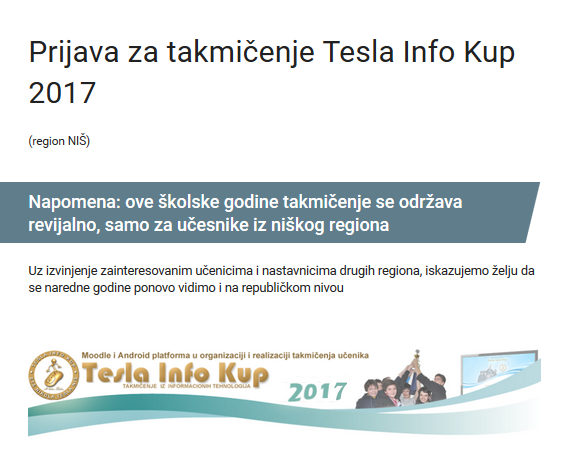 Prijava za takmičenje Tesla Info Kup
2017
(region NIŠ)
Napomena: ove školske godine takmičenje se održava
revijalno, samo za učesnike iz niškog regiona
Uz izvinjenje zainteresovanim učenicima i nastavnicima drugih regiona, iskazujemo želju da
se naredne godine ponovo vidimo i na republičkom nivou
Moodle i Android platforma u organizaciji i realizaciji takmičenja učenika
Tesla Info Kup
TAKMIČENJE IZ INFORMACIONIH TEHNOLOGIJA
2017